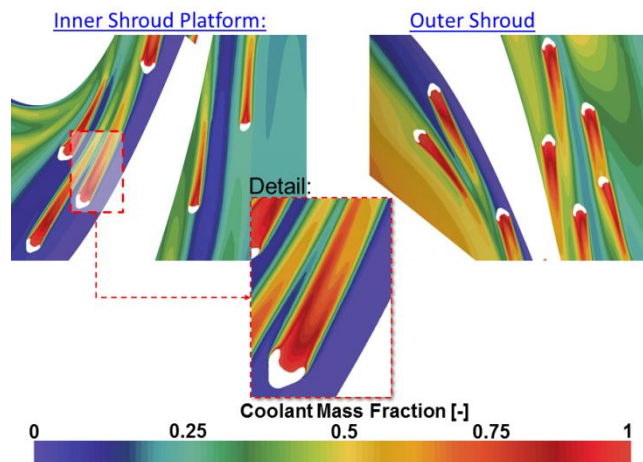 Inner Shroud Platform:
Outer Shroud
Detail:
Coolant Mass Fraction [-]
0 0.25 0.5 0.75 1